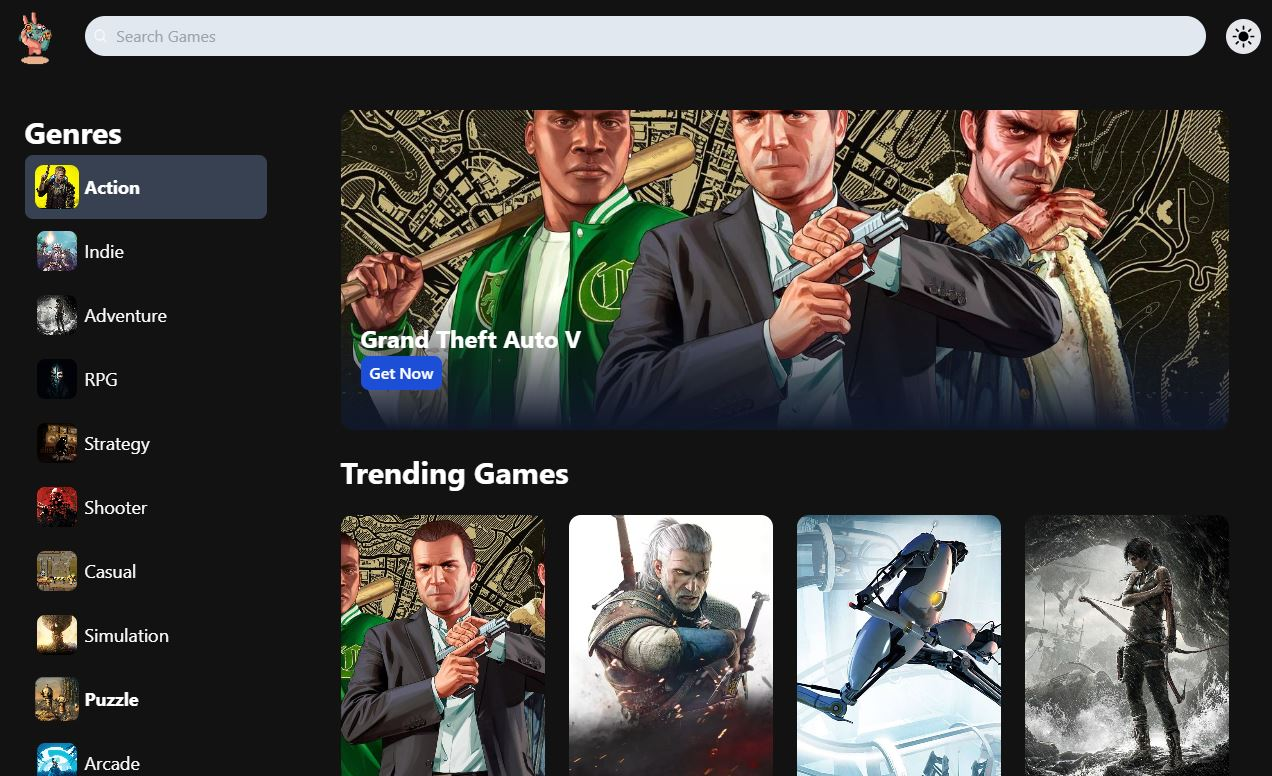 Search Games
Genres
Action
Indie
Adventure
RPG
Strategy
Shooter
Casual
Simulation
Puzzle
Arcade
Grand Theft Auto V
Get Now
Trending Games